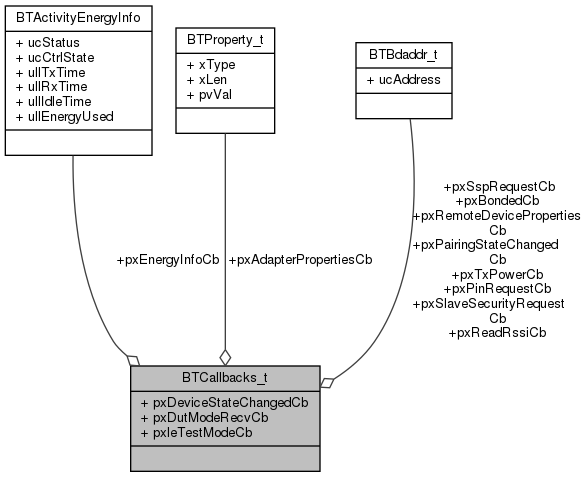 BTActivityEnergyInfo
+ ucStatus
+ ucCtrlState
+ ullTxTime
+ ullRxTime
+ ullIdleTime
+ ullEnergyUsed
BTProperty_t
+ xType
+ xLen
+ pvVal
BTBdaddr_t
+ ucAddress
+pxEnergyInfoCb
+pxAdapterPropertiesCb
+pxSspRequestCb
+pxBondedCb
+pxRemoteDeviceProperties
Cb
+pxPairingStateChanged
Cb
+pxTxPowerCb
+pxPinRequestCb
+pxSlaveSecurityRequest
Cb
+pxReadRssiCb
BTCallbacks_t
+ pxDeviceStateChangedCb
+ pxDutModeRecvCb
+ pxleTestModeCb